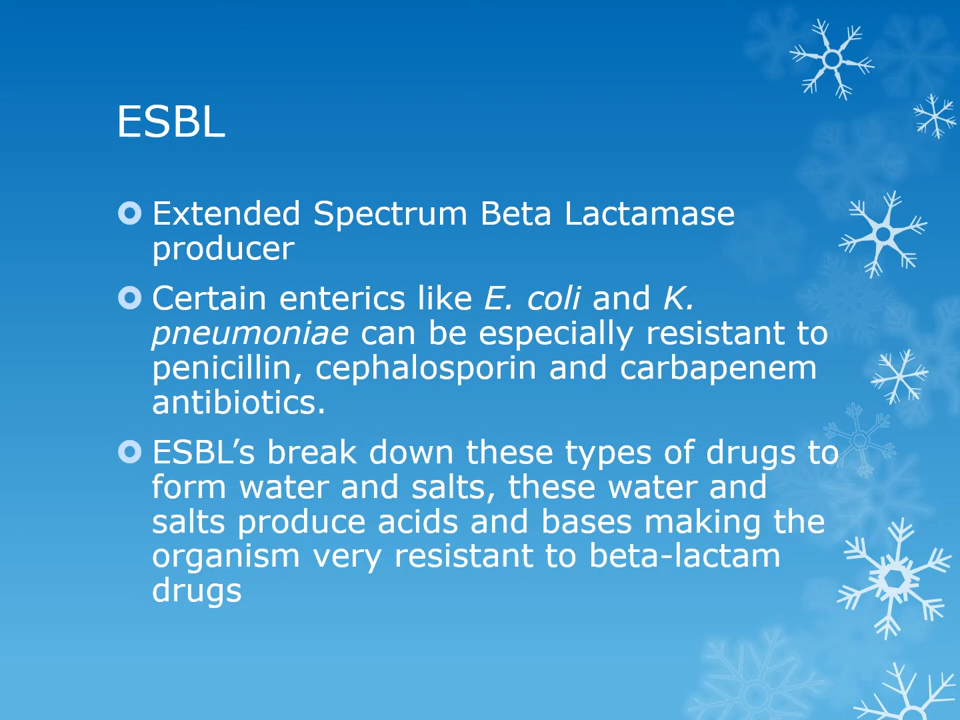 ESBL
Extended Spectrum Beta Lactamase
producer
Certain enterics like E. coli and K.
pneumoniae can be especially resistant to
penicillin, cephalosporin and carbapenem
antibiotics.
ESBL’s break down these types of drugs to
form water and salts, these water and
salts produce acids and bases making the
organism very resistant to beta-lactam
drugs